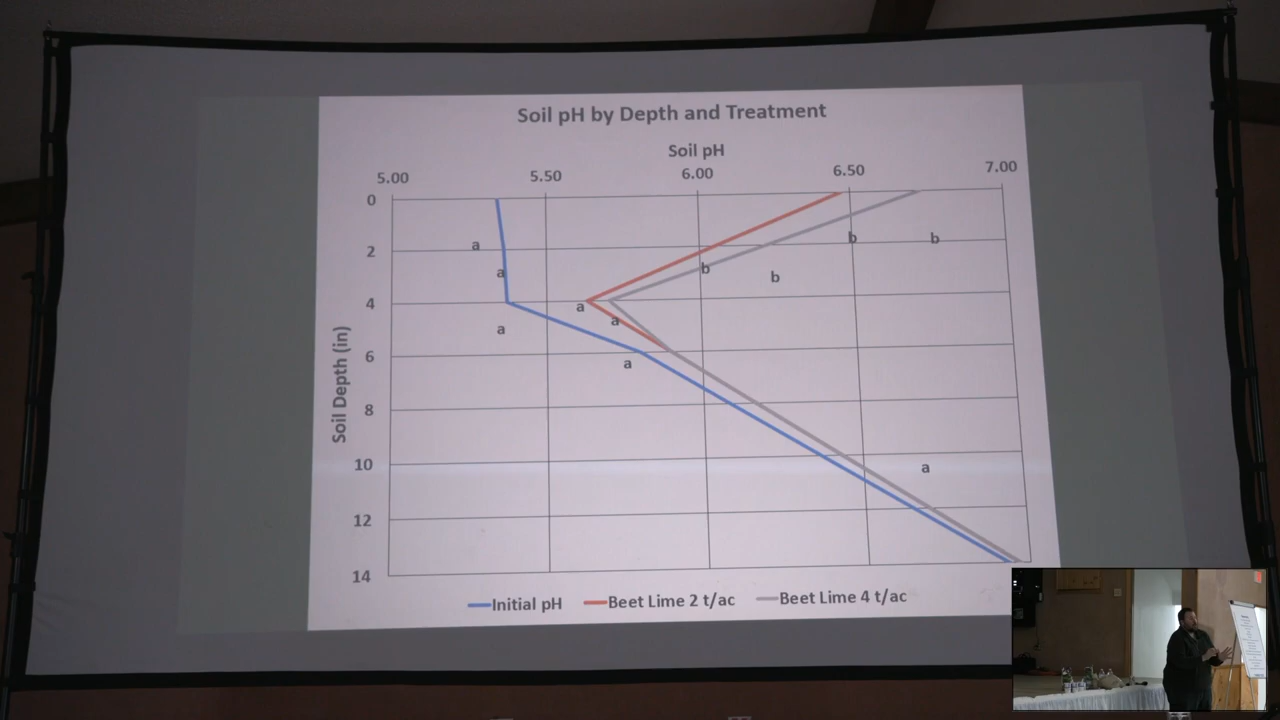 Soil pH by Depth and Treatment
Soil pH
5.00 5.50 6.00 6.50 7.00
0
2
4
6
8
10
12
14
Soil Depth (in)
a
b
b
a
b
b
a
a
a
a
a
Initial pH Beet Lime 2 t/ac Beet Lime 4 t/ac